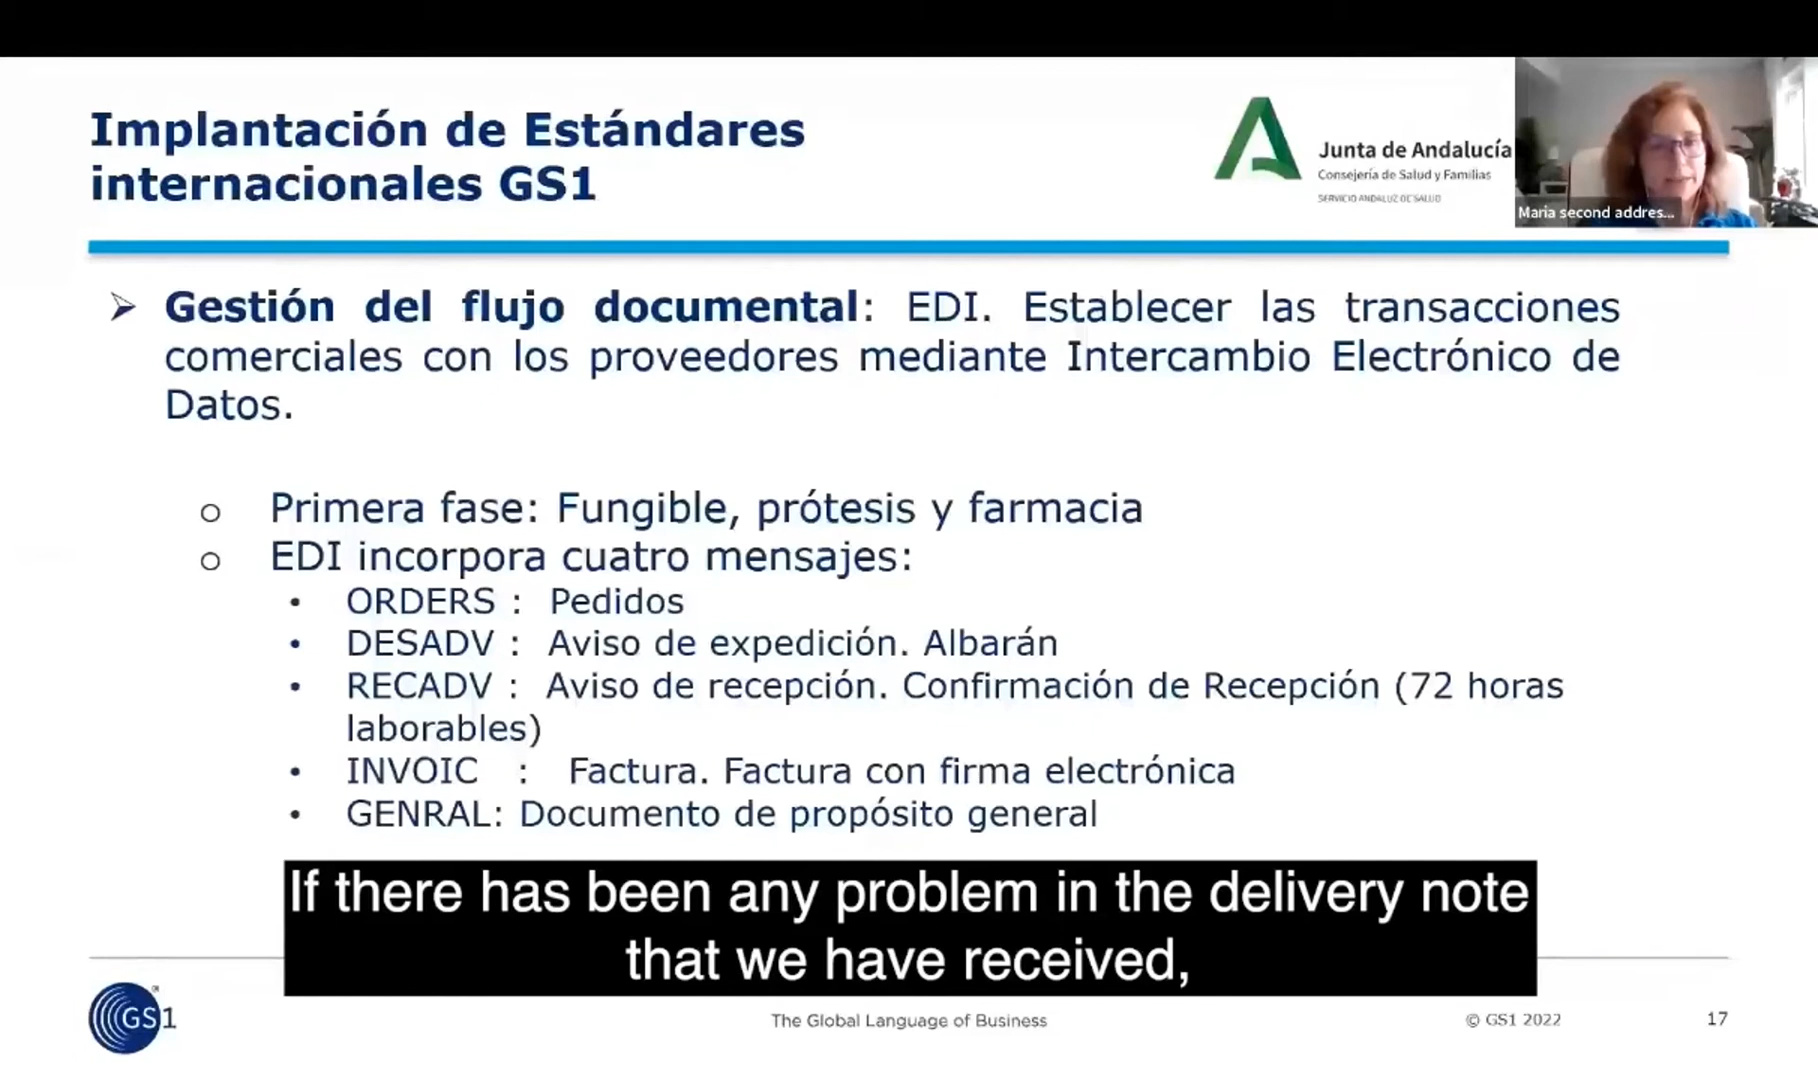 Implantación de Estándares
internacionales GS1
Junta de Andalucía
Consejería de Salud y Familias
SERVICIO ANDALUZ DE SALUD
Maria second addres...
➢ Gestión del flujo documental: EDI. Establecer las transacciones
comerciales con los proveedores mediante Intercambio Electrónico de
Datos.
o Primera fase: Fungible, prótesis y farmacia
o EDI incorpora cuatro mensajes:
• ORDERS : Pedidos
• DESADV : Aviso de expedición. Albarán
• RECADV : Aviso de recepción. Confirmación de Recepción (72 horas
laborables)
• INVOIC : Factura. Factura con firma electrónica
• GENRAL: Documento de propósito general
If there has been any problem in the delivery note
that we have received,
GS1
The Global Language of Business
© GS1 2022
17